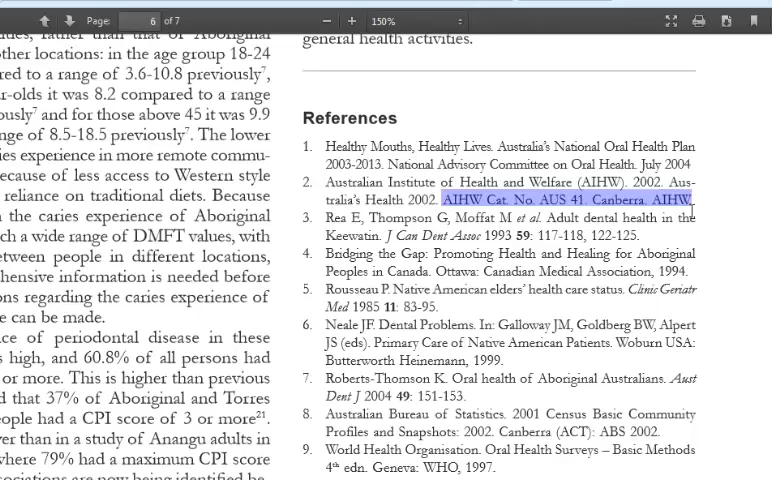 Page: 6 of 7 150%
other locations: in the age group 18-24
red to a range of 3.6-10.8 previously7,
r-olds it was 8.2 compared to a range
ously7 and for those above 45 it was 9.9
nge of 8.5-18.5 previously7. The lower
ies experience in more remote commu-
ecause of less access to Western style
reliance on traditional diets. Because
n the caries experience of Aboriginal
ch a wide range of DMFT values, with
etween people in different locations,
ehensive information is needed before
ons regarding the caries experience of
e can be made.
ce of periodontal disease in these
s high, and 60.8% of all persons had
or more. This is higher than previous
d that 37% of Aboriginal and Torres
eople had a CPI score of 3 or more21.
ver than in a study of Anangu adults in
where 79% had a maximum CPI score
general health activities.
References
1. Healthy Mouths, Healthy Lives. Australia's National Oral Health Plan
2003-2013. National Advisory Committee on Oral Health. July 2004
2. Australian Institute of Health and Welfare (AIHW). 2002. Aus-
tralia's Health 2002. AIHW Cat. No. AUS 41. Canberra. AIHW.
3. Rea E, Thompson G, Moffat M et al. Adult dental health in the
Keewatin. J Can Dent Assoc 1993 59: 117-118, 122-125.
4. Bridging the Gap: Promoting Health and Healing for Aboriginal
Peoples in Canada. Ottawa: Canadian Medical Association, 1994.
5. Rousseau P. Native American elders' health care status. Clinic Geriatr
Med 1985 11: 83-95.
6. Neale JF. Dental Problems. In: Galloway JM, Goldberg BW, Alpert
JS (eds). Primary Care of Native American Patients. Woburn USA:
Butterworth Heinemann, 1999.
7. Roberts-Thomson K. Oral health of Aboriginal Australians. Aust
Dent J 2004 49: 151-153.
8. Australian Bureau of Statistics. 2001 Census Basic Community
Profiles and Snapshots: 2002. Canberra (ACT): ABS 2002.
9. World Health Organisation. Oral Health Surveys – Basic Methods
4th edn. Geneva: WHO, 1997.